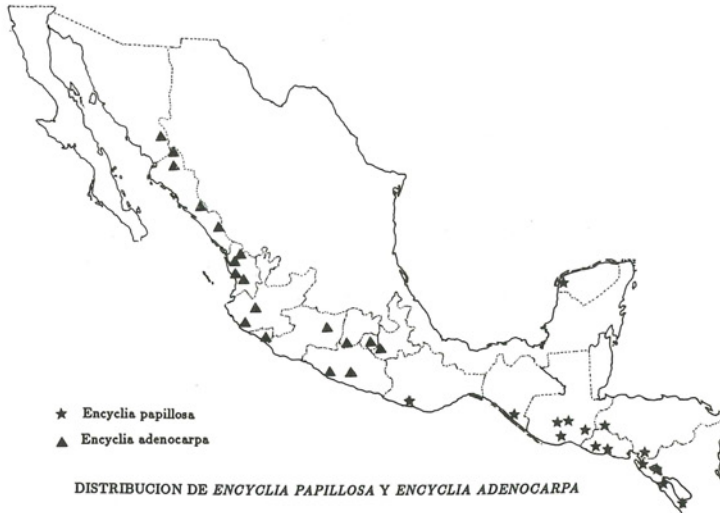 Encyclia papillosa
Encyclia adenocarpa
DISTRIBUCION DE ENCYCLIA PAPILLOSA Y ENCYCLIA ADENOCARPA